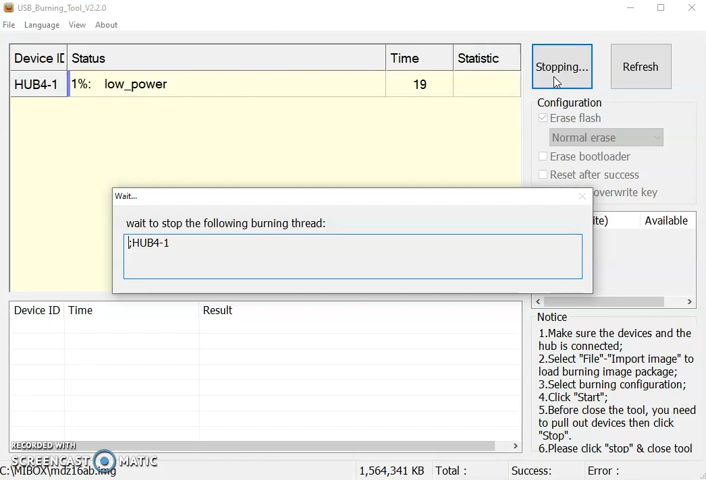 USB_Burning_Tool_V2.2.0
File Language View About
Device ID Status Time Statistic
HUB4-1 1%: low_power 19
Stopping... Refresh
Configuration
Erase flash
Normal erase
Erase bootloader
Reset after success
overwrite key
Wait...
wait to stop the following burning thread:
;HUB4-1
te) Available
Device ID Time Result
Notice
1.Make sure the devices and the
hub is connected;
2.Select "File"-"Import image" to
load burning image package;
3.Select burning configuration;
4.Click "Start";
5.Before close the tool, you need
to pull out devices then click
"Stop".
6.Please click "stop" & close tool
RECORDED WITH
SCREENCAST MATIC
C:\MIBOX\mdz16ab.img 1,564,341 KB Total : Success: Error :